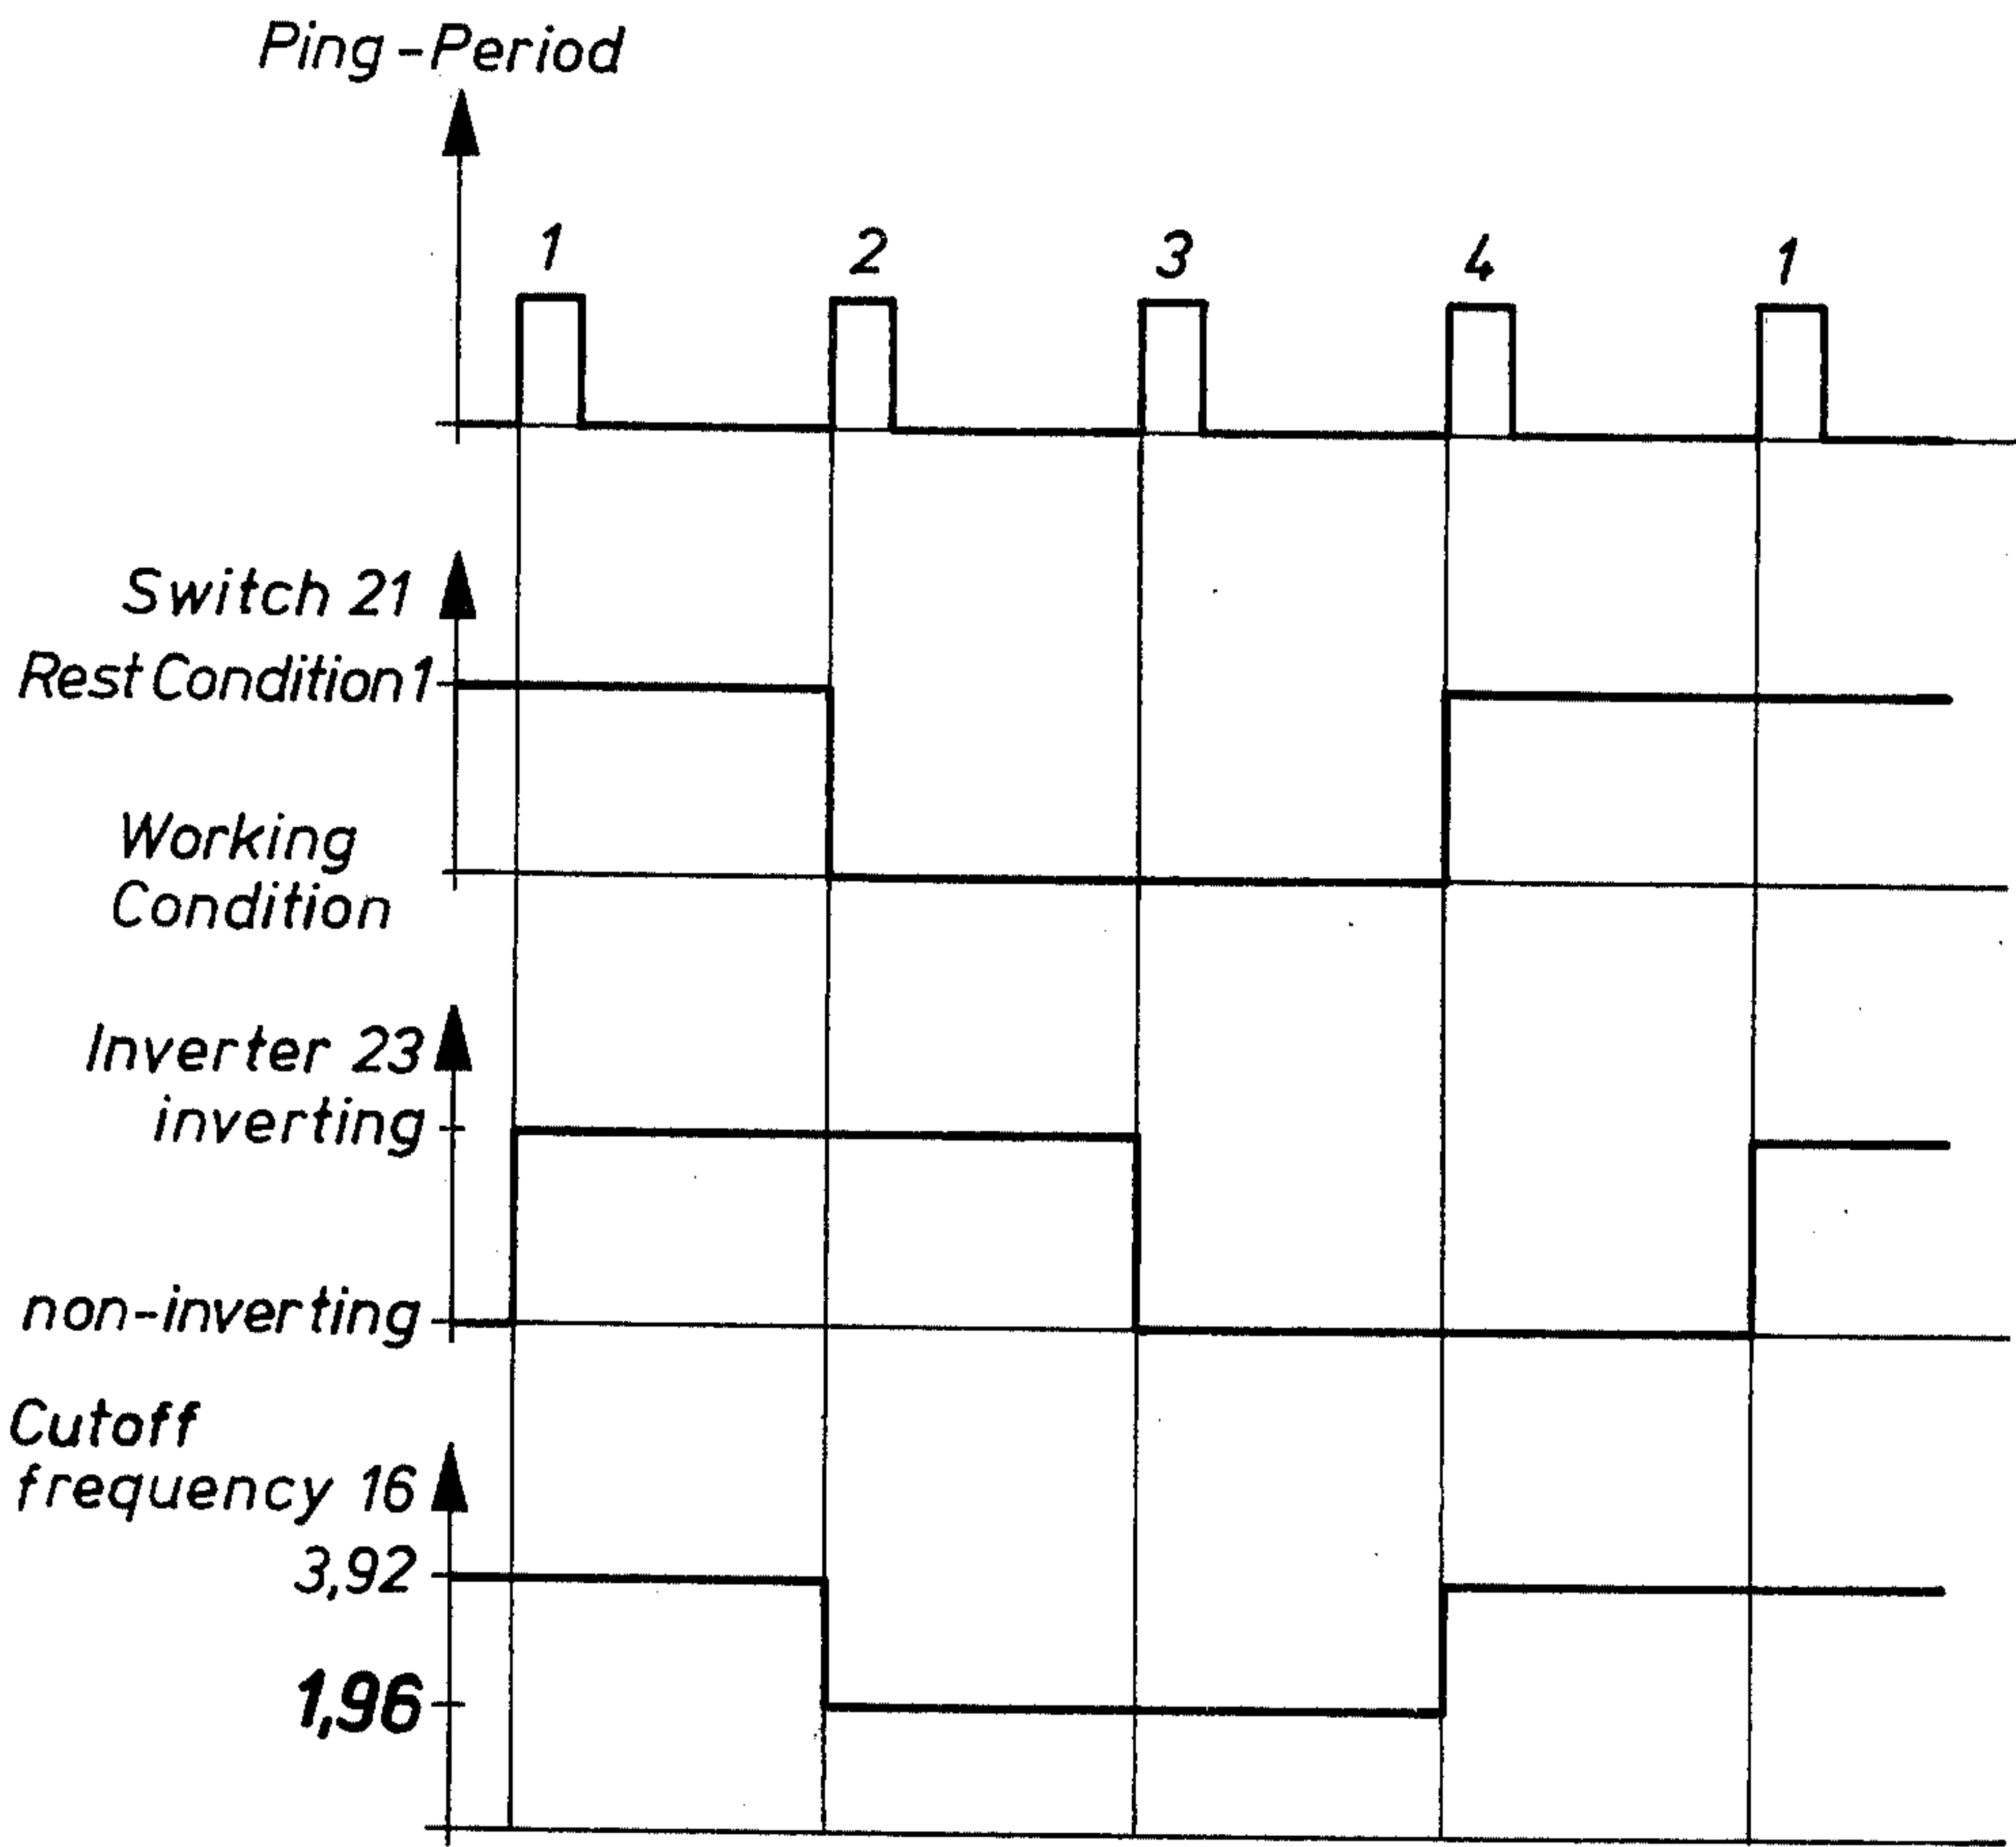 Ping-Period
1 2 3 4 1
Switch 21
Rest Condition 1
Working
Condition
Inverter 23
inverting
non-inverting
Cutoff
frequency 16
3,92
1,96